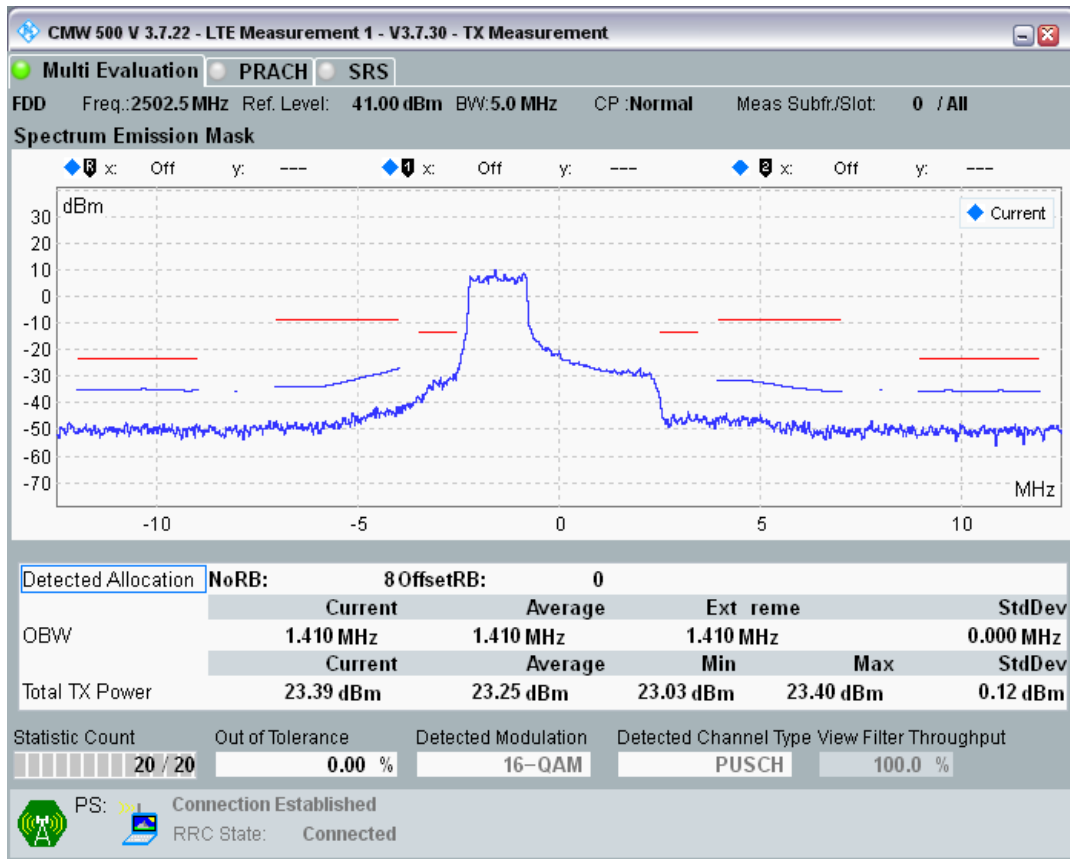 CMW 500 V 3.7.22 - LTE Measurement 1 - V3.7.30 - TX Measurement
Multi Evaluation PRACH SRS
FDD Freq.:2502.5 MHz Ref. Level: 41.00 dBm BW:5.0 MHz CP :Normal Meas Subfr./Slot: 0 / All
Spectrum Emission Mask
R x: Off y: --- 1 x: Off y: --- 2 x: Off y: ---
dBm
Current
30
20
10
0
-10
-20
-30
-40
-50
-60
-70
MHz
-10 -5 0 5 10
Detected Allocation NoRB: 8 OffsetRB: 0
Current Average Ext reme StdDev
OBW 1.410 MHz 1.410 MHz 1.410 MHz 0.000 MHz
Current Average Min Max StdDev
Total TX Power 23.39 dBm 23.25 dBm 23.03 dBm 23.40 dBm 0.12 dBm
Statistic Count Out of Tolerance Detected Modulation Detected Channel Type View Filter Throughput
20 / 20 0.00 % 16-QAM PUSCH 100.0 %
PS: Connection Established
RRC State: Connected